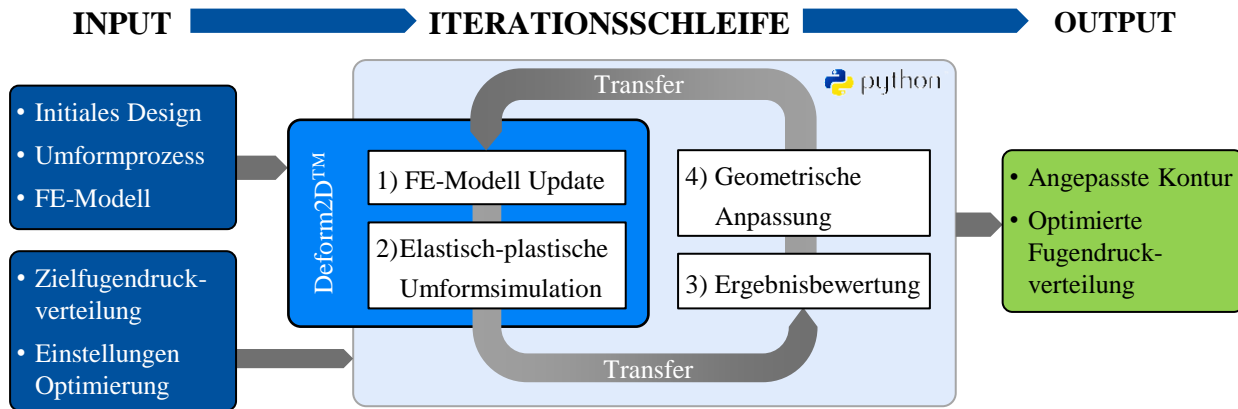 INPUT
ITERATIONSSCHLEIFE
OUTPUT
• Initiales Design
• Umformprozess
• FE-Modell
• Zielfugendruck-
verteilung
• Einstellungen
Optimierung
python
Transfer
Deform2D™
1) FE-Modell Update
2)Elastisch-plastische
Umformsimulation
4) Geometrische
Anpassung
3) Ergebnisbewertung
Transfer
• Angepasste Kontur
• Optimierte
Fugendruck-
verteilung